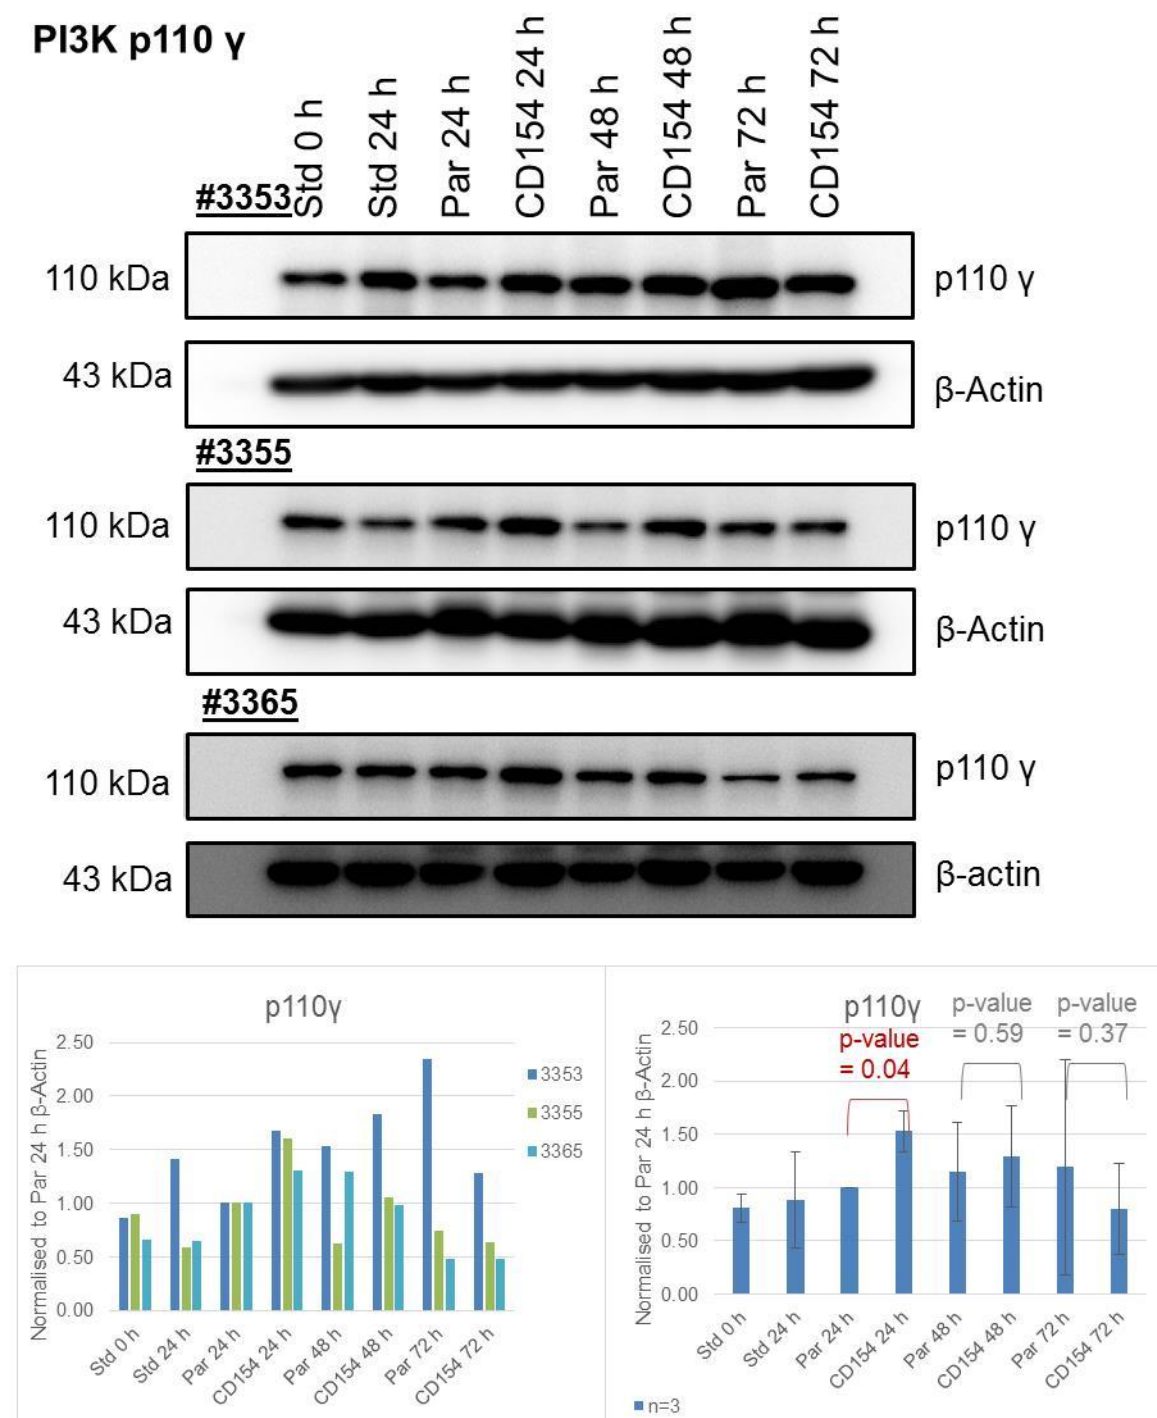 PI3K p110 γ
Std 0 h
Std 24 h
Par 24 h
CD154 24 h
Par 48 h
CD154 48 h
Par 72 h
CD154 72 h
#3353
110 kDa
p110 γ
43 kDa
β-Actin
#3355
110 kDa
p110 γ
43 kDa
β-Actin
#3365
110 kDa
p110 γ
43 kDa
β-actin
p110γ
Normalised to Par 24 h β-Actin
2.50
2.00
1.50
1.00
0.50
0.00
3353
3355
3365
Std 0 h
Std 24 h
Par 24 h
CD154 24 h
Par 48 h
CD154 48 h
Par 72 h
CD154 72 h
p110γ
p-value
= 0.04
p-value
= 0.59
p-value
= 0.37
Normalised to Par 24 h β-Actin
2.50
2.00
1.50
1.00
0.50
0.00
Std 0 h
Std 24 h
Par 24 h
CD154 24 h
Par 48 h
CD154 48 h
Par 72 h
CD154 72 h
n=3